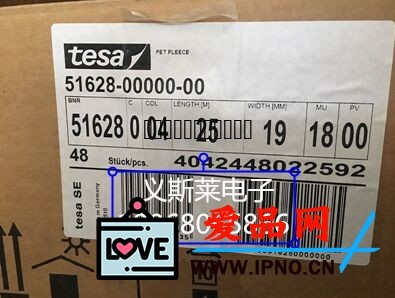 tesa PET FLEECE
51628-00000-00
BNR C COL LENGTH [M] WIDTH [MM] MU PV
51628 0 04 25 19 18 00
48 Stück/pcs. 4042448022592
义斯莱电子
tesa SE
in Germany
LOVE
爱品网
WWW.IPNO.CN